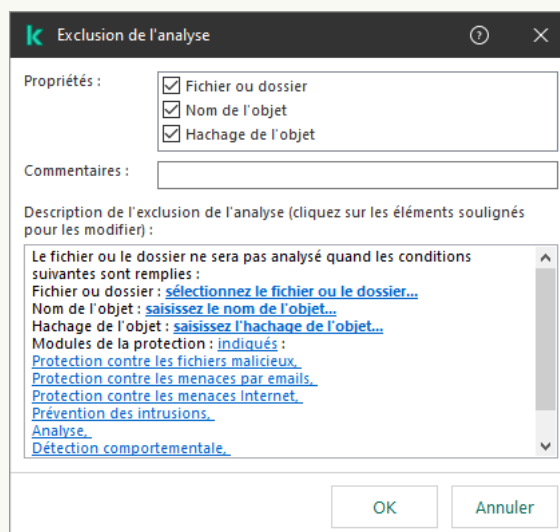 Exclusion de l'analyse
Propriétés :
Fichier ou dossier
Nom de l'objet
Hachage de l'objet
Commentaires :
Description de l'exclusion de l'analyse (cliquez sur les éléments soulignés
pour les modifier) :
Le fichier ou le dossier ne sera pas analysé quand les conditions
suivantes sont remplies :
Fichier ou dossier : sélectionnez le fichier ou le dossier...
Nom de l'objet : saisissez le nom de l'objet...
Hachage de l'objet : saisissez l'hachage de l'objet...
Modules de la protection : indiqués :
Protection contre les fichiers malicieux,
Protection contre les menaces par emails,
Protection contre les menaces Internet,
Prévention des intrusions,
Analyse,
Détection comportementale,
OK
Annuler